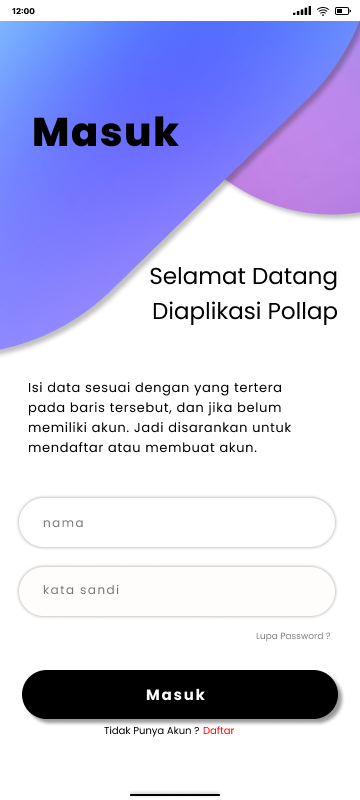 12:00
Masuk
Selamat Datang
Diaplikasi Pollap
Isi data sesuai dengan yang tertera
pada baris tersebut, dan jika belum
memiliki akun. Jadi disarankan untuk
mendaftar atau membuat akun.
nama
kata sandi
Lupa Password ?
Masuk
Tidak Punya Akun ? Daftar